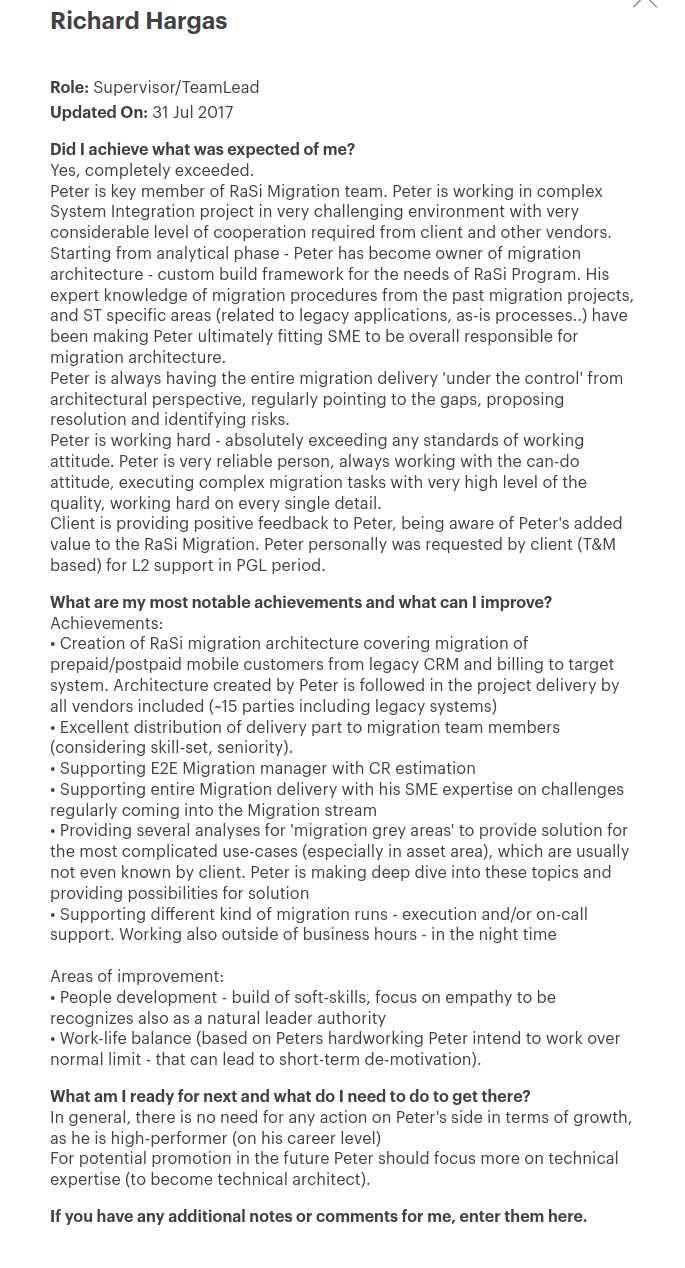 Richard Hargas
Role: Supervisor/TeamLead
Updated On: 31 Jul 2017
Did I achieve what was expected of me?
Yes, completely exceeded.
Peter is key member of RaSi Migration team. Peter is working in complex
System Integration project in very challenging environment with very
considerable level of cooperation required from client and other vendors.
Starting from analytical phase - Peter has become owner of migration
architecture - custom build framework for the needs of RaSi Program. His
expert knowledge of migration procedures from the past migration projects,
and ST specific areas (related to legacy applications, as-is processes..) have
been making Peter ultimately fitting SME to be overall responsible for
migration architecture.
Peter is always having the entire migration delivery 'under the control' from
architectural perspective, regularly pointing to the gaps, proposing
resolution and identifying risks.
Peter is working hard - absolutely exceeding any standards of working
attitude. Peter is very reliable person, always working with the can-do
attitude, executing complex migration tasks with very high level of the
quality, working hard on every single detail.
Client is providing positive feedback to Peter, being aware of Peter's added
value to the RaSi Migration. Peter personally was requested by client (T&M
based) for L2 support in PGL period.
What are my most notable achievements and what can I improve?
Achievements:
• Creation of RaSi migration architecture covering migration of
prepaid/postpaid mobile customers from legacy CRM and billing to target
system. Architecture created by Peter is followed in the project delivery by
all vendors included (~15 parties including legacy systems)
• Excellent distribution of delivery part to migration team members
(considering skill-set, seniority).
• Supporting E2E Migration manager with CR estimation
• Supporting entire Migration delivery with his SME expertise on challenges
regularly coming into the Migration stream
• Providing several analyses for 'migration grey areas' to provide solution for
the most complicated use-cases (especially in asset area), which are usually
not even known by client. Peter is making deep dive into these topics and
providing possibilities for solution
• Supporting different kind of migration runs - execution and/or on-call
support. Working also outside of business hours - in the night time
Areas of improvement:
• People development - build of soft-skills, focus on empathy to be
recognizes also as a natural leader authority
• Work-life balance (based on Peters hardworking Peter intend to work over
normal limit - that can lead to short-term de-motivation).
What am I ready for next and what do I need to do to get there?
In general, there is no need for any action on Peter's side in terms of growth,
as he is high-performer (on his career level)
For potential promotion in the future Peter should focus more on technical
expertise (to become technical architect).
If you have any additional notes or comments for me, enter them here.